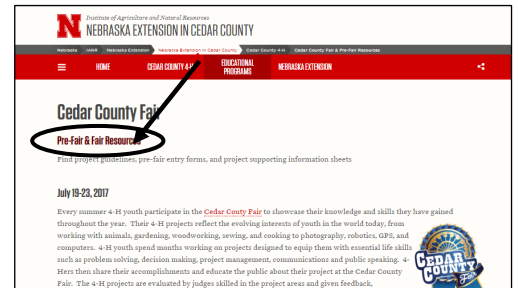 N
Institute of Agriculture and Natural Resources
NEBRASKA EXTENSION IN CEDAR COUNTY
Nebraska IANR Nebraska Extension Nebraska Extension in Cedar County Cedar County 4-H Cedar County Fair & Pre-Fair Resources
HOME CEDAR COUNTY 4-H EDUCATIONAL PROGRAMS NEBRASKA EXTENSION
Cedar County Fair
Pre-Fair & Fair Resources
Find project guidelines, pre-fair entry forms, and project supporting information sheets
July 19-23, 2017
Every summer 4-H youth participate in the Cedar Couty Fair to showcase their knowledge and skills they have gained
throughout the year. Their 4-H projects reflect the evolving interests of youth in the world today, from
working with animals, gardening, woodworking, sewing, and cooking to photography, robotics, GPS, and
computers. 4-H youth spend months working on projects designed to equip them with essential life skills
such as problem solving, decision making, project management, communications and public speaking. 4-
Hers then share their accomplishments and educate the public about their project at the Cedar County
Fair. The 4-H projects are evaluated by judges skilled in the project areas and given feedback,
CEDAR
COUNTY
Fair